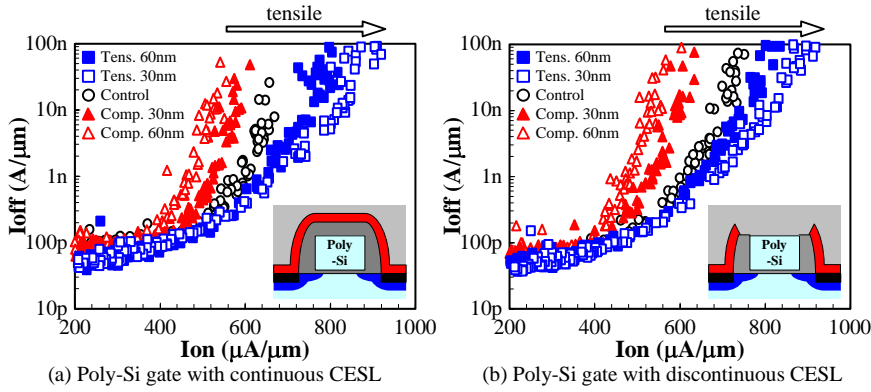 tensile
100n
10n
1n
100p
10p
Ioff (A/μm)
Tens. 60nm
Tens. 30nm
Control
Comp. 30nm
Comp. 60nm
Poly
-Si
200 400 600 800 1000
Ion (μA/μm)
(a) Poly-Si gate with continuous CESL
tensile
100n
10n
1n
100p
10p
Ioff (A/μm)
Tens. 60nm
Tens. 30nm
Control
Comp. 30nm
Comp. 60nm
Poly
-Si
200 400 600 800 1000
Ion (μA/μm)
(b) Poly-Si gate with discontinuous CESL